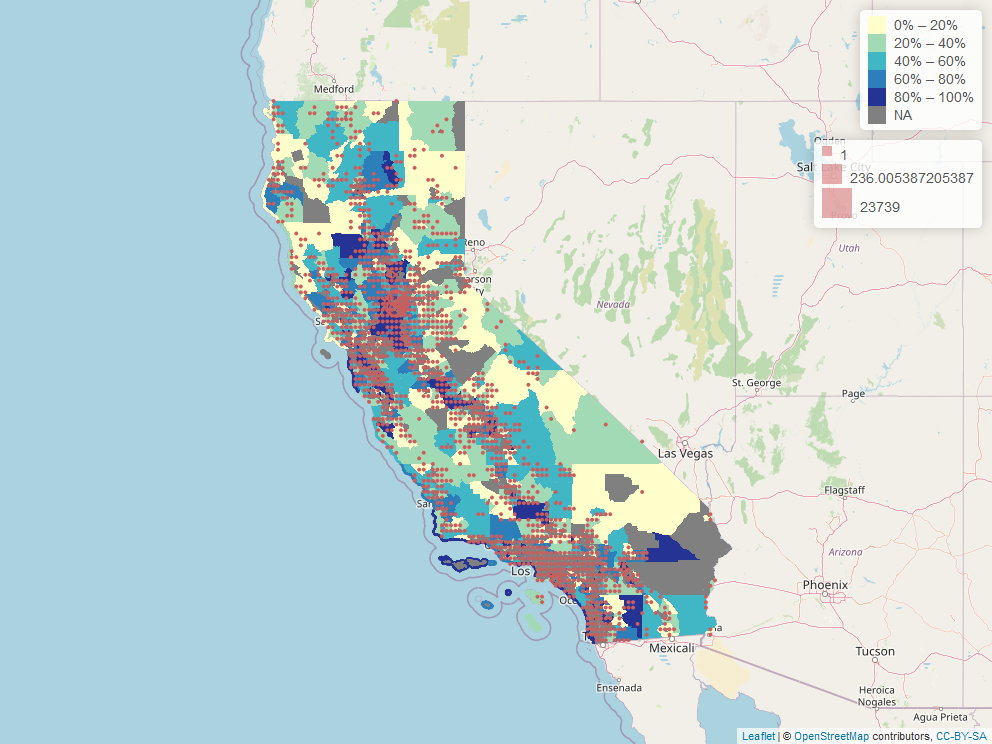 0% – 20%
20% – 40%
40% – 60%
60% – 80%
80% – 100%
NA
Medford
1
236.005387205387
23739
Utah
Reno
Nevada
St. George
Page
Las Vegas
Flagstaff
Arizona
Los
Phoenix
Mexicali
Tucson
Ensenada
Heroica
Nogales
Agua Prieta
Leaflet | © OpenStreetMap contributors, CC-BY-SA